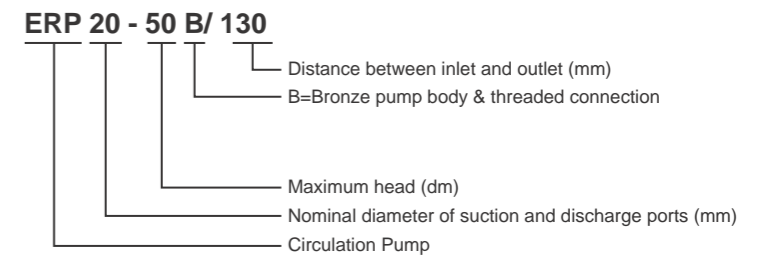 ERP 20 - 50 B/ 130
Distance between inlet and outlet (mm)
B=Bronze pump body & threaded connection
Maximum head (dm)
Nominal diameter of suction and discharge ports (mm)
Circulation Pump